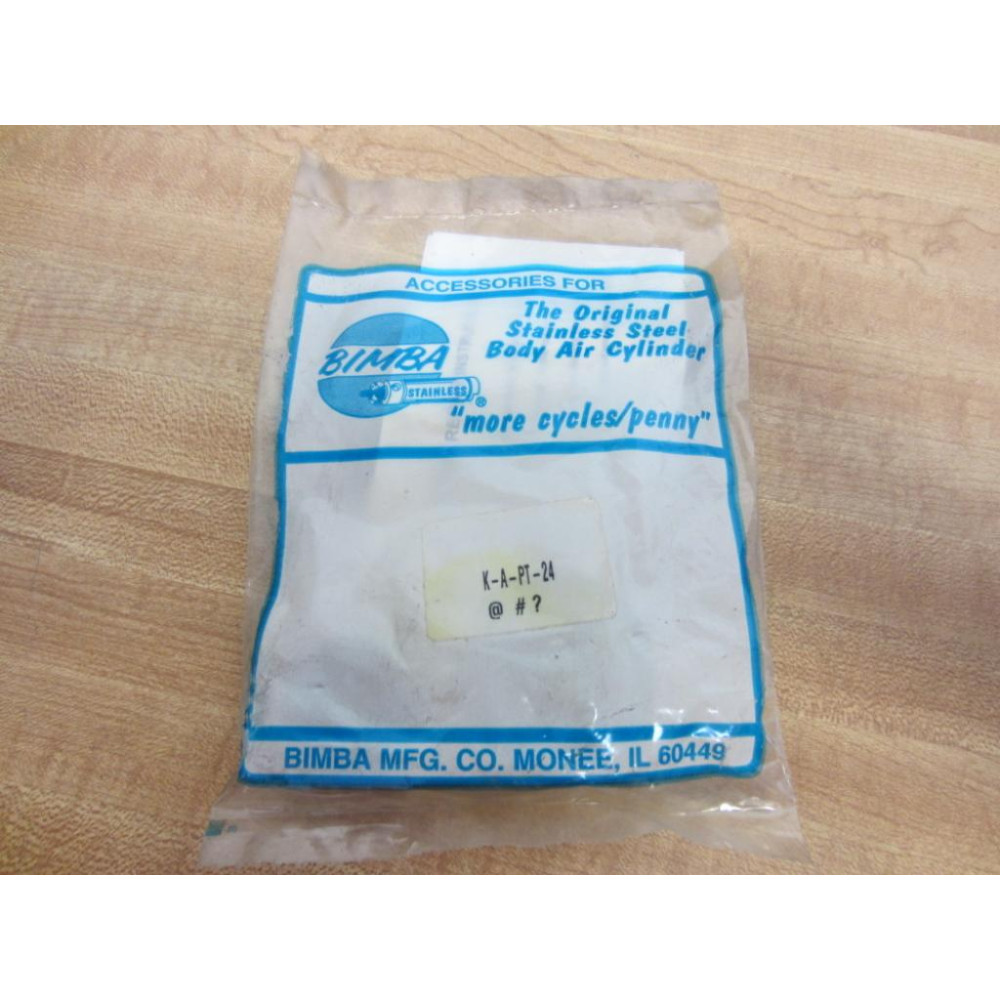 ACCESSORIES FOR
BIMBA
STAINLESS®
The Original
Stainless Steel
Body Air Cylinder
"more cycles/penny"
K-A-PT-24
@ # ?
BIMBA MFG. CO. MONEE, IL 60449